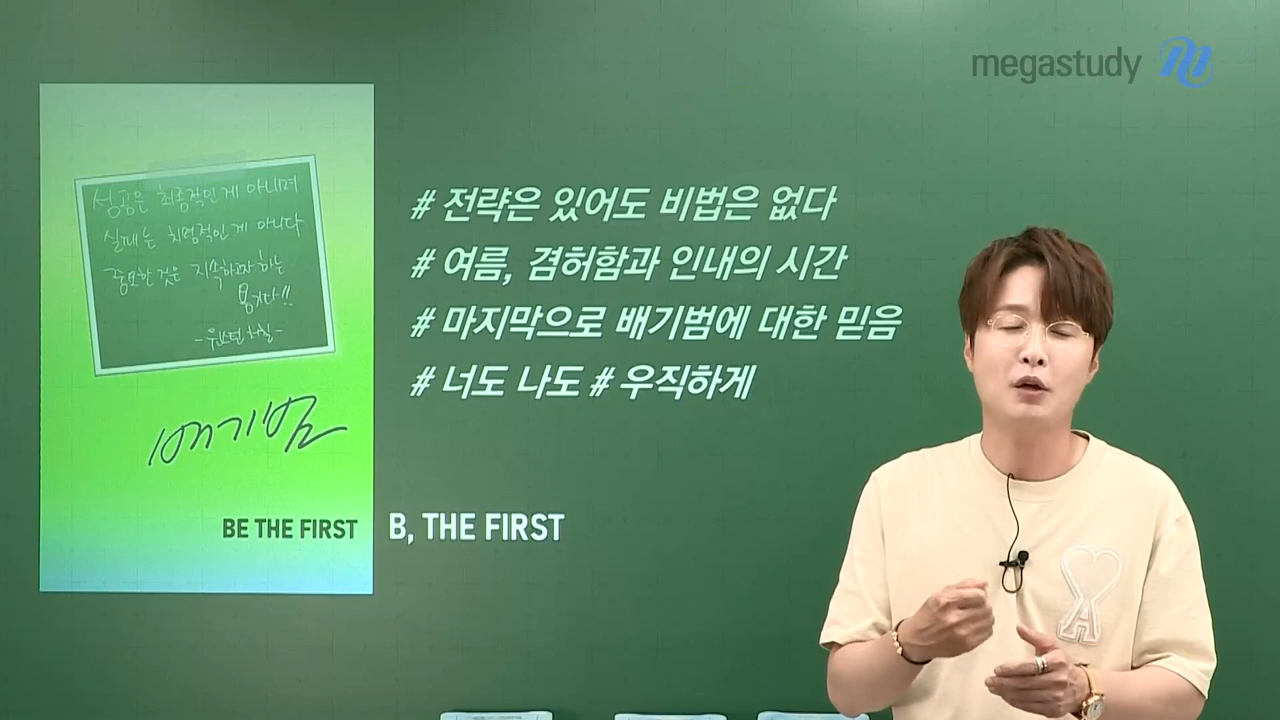 megastudy
성공은 최종적인 게 아니며
실패는 치명적인 게 아니다
중요한 것은 지속하고자 하는
용기다!!
-윈스턴 처칠-
배기범
BE THE FIRST
# 전략은 있어도 비법은 없다
# 여름, 겸허함과 인내의 시간
# 마지막으로 배기범에 대한 믿음
# 너도 나도 # 우직하게
B, THE FIRST
A